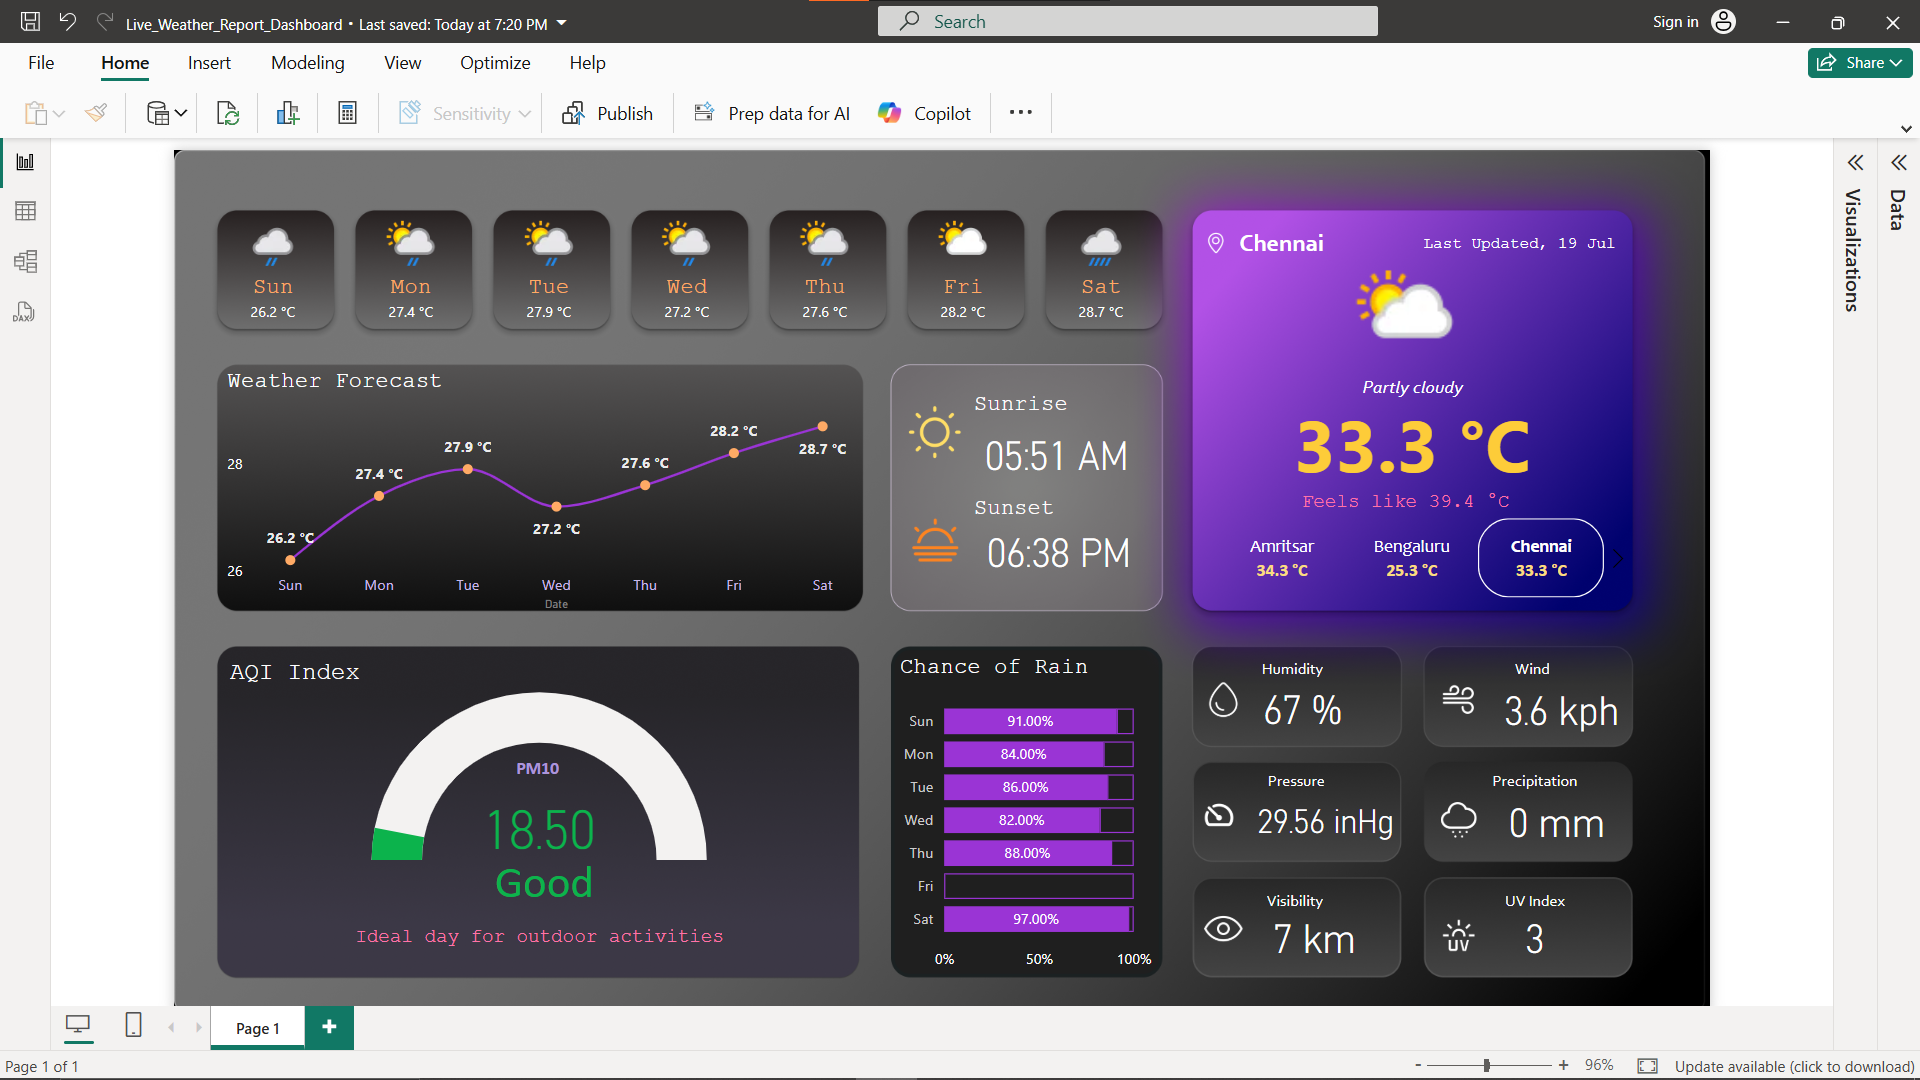 Live_Weather_Report_Dashboard • Last saved: Today at 7:20 PM
Search
Sign in
File Home Insert Modeling View Optimize Help
Share
Sensitivity Publish Prep data for AI Copilot
DAX
Sun Mon Tue Wed Thu Fri Sat
26.2 °C 27.4 °C 27.9 °C 27.2 °C 27.6 °C 28.2 °C 28.7 °C
Chennai Last Updated, 19 Jul
Partly cloudy
33.3 °C
Feels like 39.4 °C
Amritsar Bengaluru Chennai
34.3 °C 25.3 °C 33.3 °C
Visualizations
Data
Weather Forecast
28
26
26.2 °C
27.4 °C
27.9 °C
27.2 °C
27.6 °C
28.2 °C
28.7 °C
Sun Mon Tue Wed Thu Fri Sat
Date
Sunrise
05:51 AM
Sunset
06:38 PM
AQI Index
PM10
18.50
Good
Ideal day for outdoor activities
Chance of Rain
Sun 91.00%
Mon 84.00%
Tue 86.00%
Wed 82.00%
Thu 88.00%
Fri
Sat 97.00%
0% 50% 100%
Humidity
67 %
Wind
3.6 kph
Pressure
29.56 inHg
Precipitation
0 mm
Visibility
7 km
UV Index
UV
3
Page 1
Page 1 of 1
- + 96%
Update available (click to download)